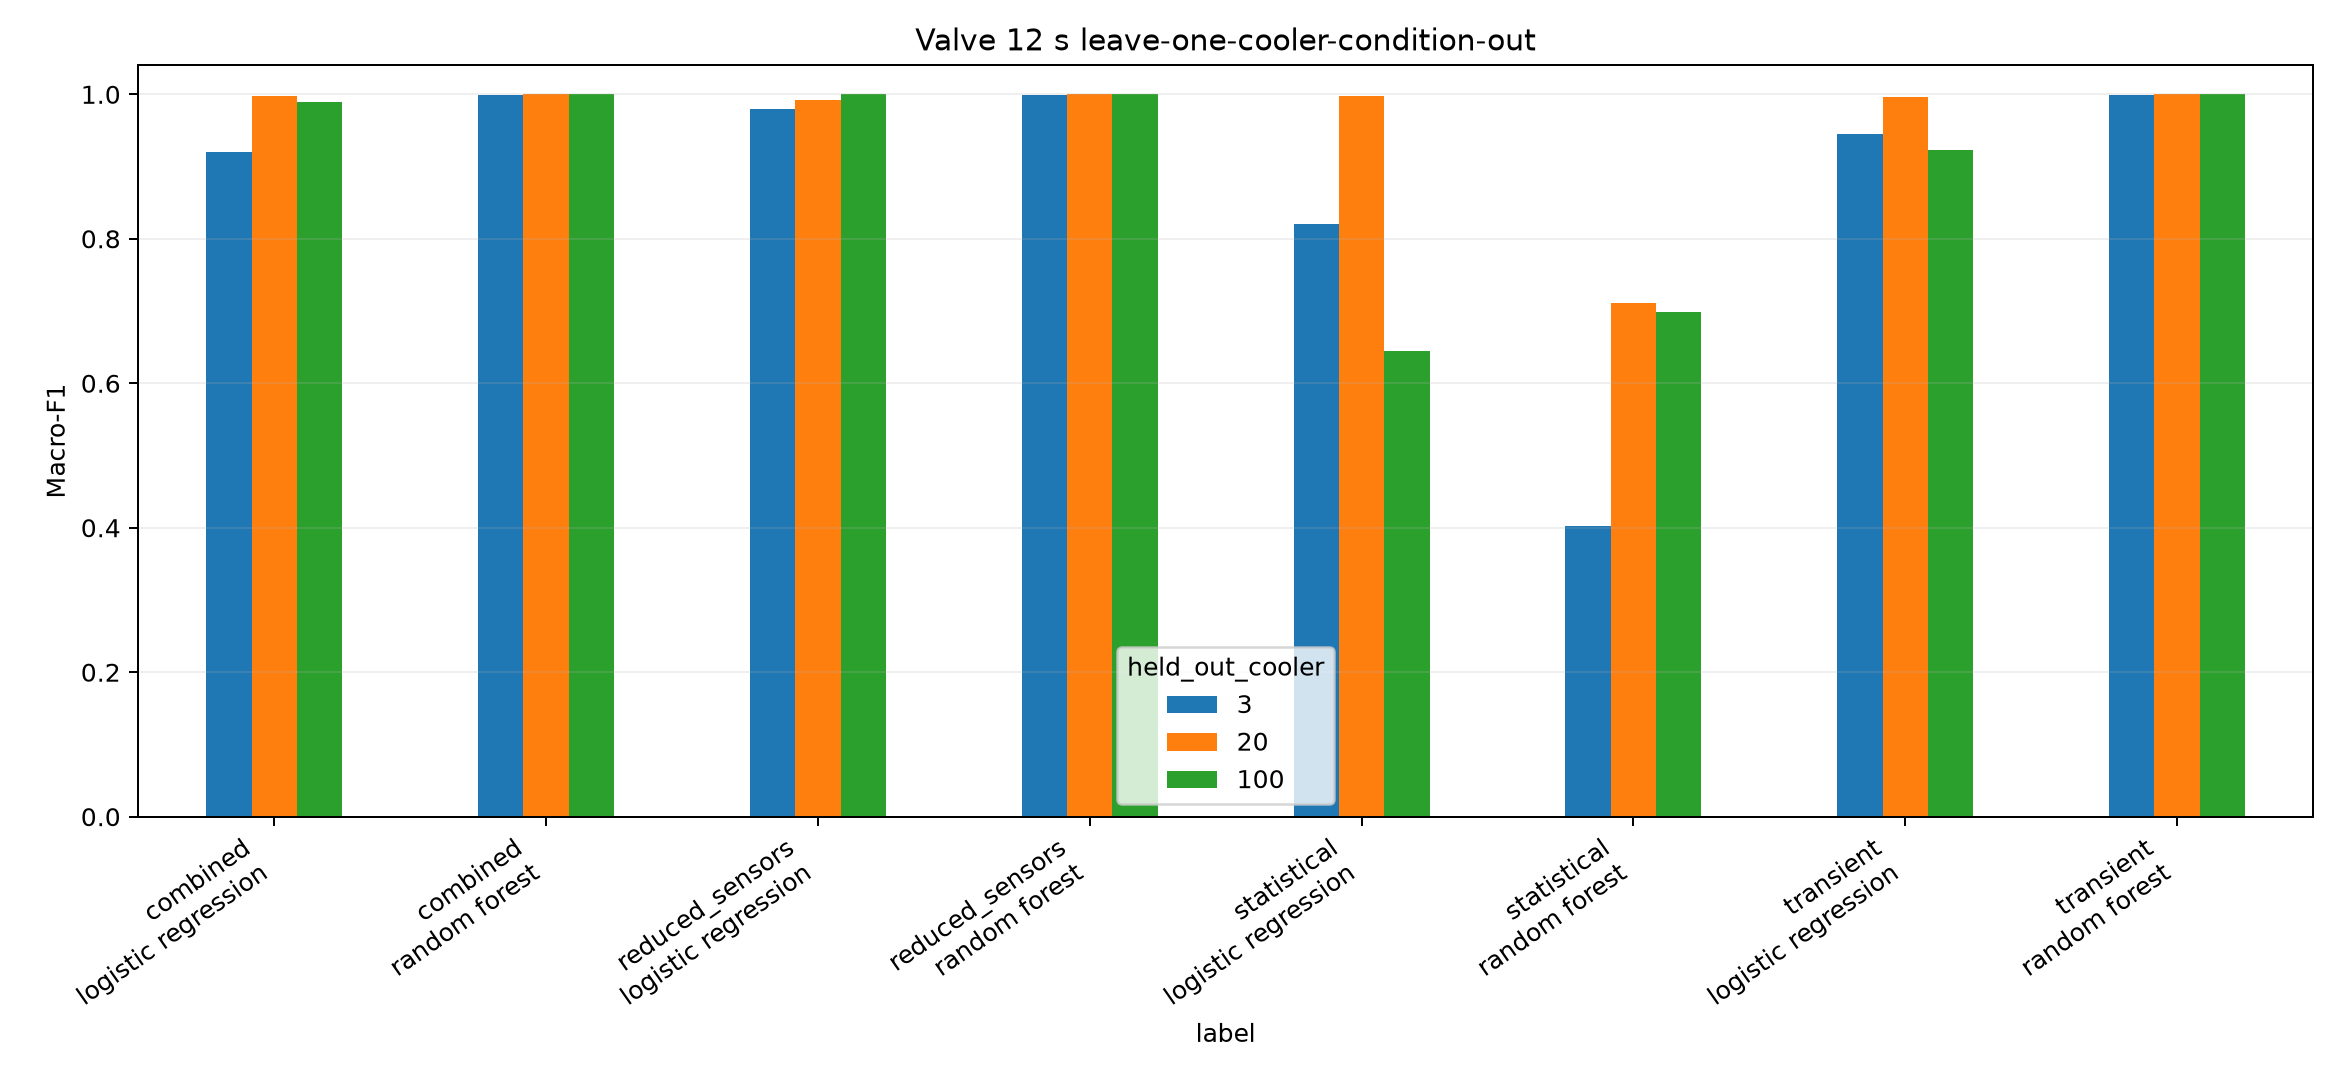 Valve 12 s leave-one-cooler-condition-out
Macro-F1
1.0
0.8
0.6
0.4
0.2
0.0
held_out_cooler
3
20
100
combined
logistic regression
combined
random forest
reduced_sensors
logistic regression
reduced_sensors
random forest
statistical
logistic regression
statistical
random forest
transient
logistic regression
transient
random forest
label